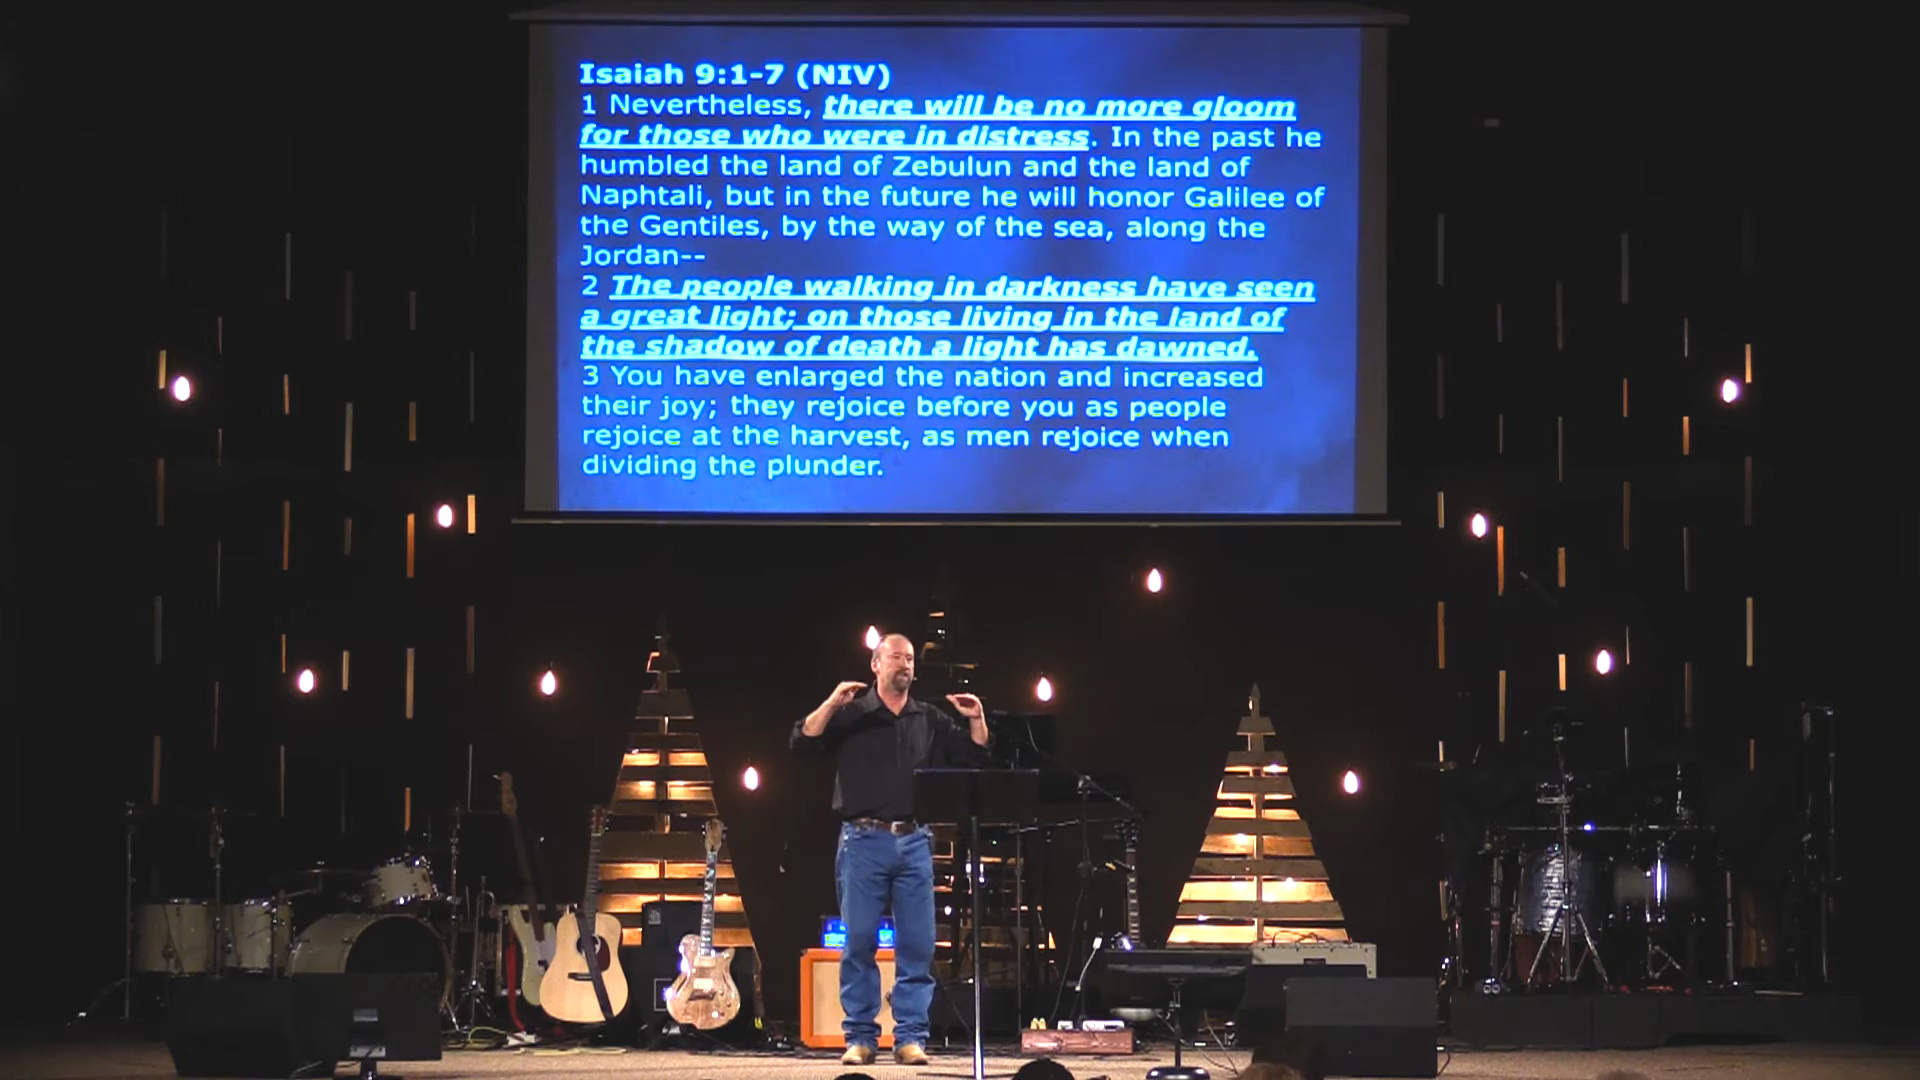 Isaiah 9:1-7 (NIV)
1 Nevertheless, there will be no more gloom
for those who were in distress. In the past he
humbled the land of Zebulun and the land of
Naphtali, but in the future he will honor Galilee of
the Gentiles, by the way of the sea, along the
Jordan--
2 The people walking in darkness have seen
a great light; on those living in the land of
the shadow of death a light has dawned.
3 You have enlarged the nation and increased
their joy; they rejoice before you as people
rejoice at the harvest, as men rejoice when
dividing the plunder.